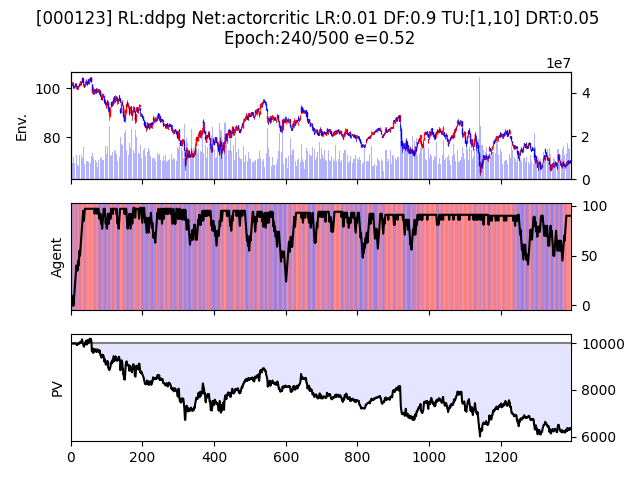 [000123] RL:ddpg Net:actorcritic LR:0.01 DF:0.9 TU:[1,10] DRT:0.05
Epoch:240/500 e=0.52
1e7
100
80
Env.
4
2
0
Agent
100
50
0
PV
10000
8000
6000
0 200 400 600 800 1000 1200